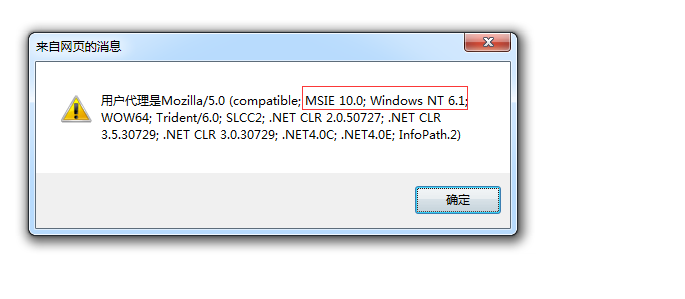 来自网页的消息
用户代理是Mozilla/5.0 (compatible; MSIE 10.0; Windows NT 6.1;
WOW64; Trident/6.0; SLCC2; .NET CLR 2.0.50727; .NET CLR
3.5.30729; .NET CLR 3.0.30729; .NET4.0C; .NET4.0E; InfoPath.2)
确定